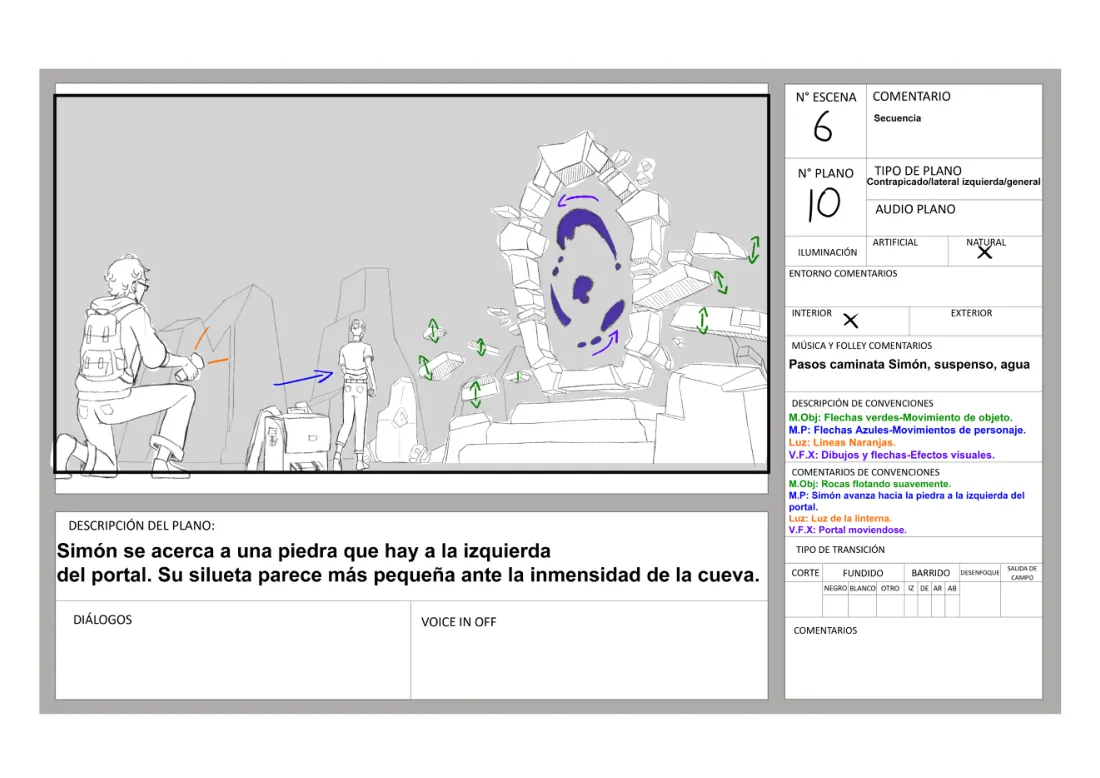 N° ESCENA
6
COMENTARIO
Secuencia
N° PLANO
10
TIPO DE PLANO
Contrapicado/lateral izquierda/general
AUDIO PLANO
ILUMINACIÓN
ARTIFICIAL
NATURAL
X
ENTORNO COMENTARIOS
INTERIOR X
EXTERIOR
MÚSICA Y FOLLEY COMENTARIOS
Pasos caminata Simón, suspenso, agua
DESCRIPCIÓN DE CONVENCIONES
M.Obj: Flechas verdes-Movimiento de objeto.
M.P: Flechas Azules-Movimientos de personaje.
Luz: Lineas Naranjas.
V.F.X: Dibujos y flechas-Efectos visuales.
COMENTARIOS DE CONVENCIONES
M.Obj: Rocas flotando suavemente.
M.P: Simón avanza hacia la piedra a la izquierda del
portal.
Luz: Luz de la linterna.
V.F.X: Portal moviendose.
TIPO DE TRANSICIÓN
CORTE
FUNDIDO
BARRIDO
DESENFOQUE
SALIDA DE
CAMPO
NEGRO BLANCO OTRO IZ DE AR AB
COMENTARIOS
DESCRIPCIÓN DEL PLANO:
Simón se acerca a una piedra que hay a la izquierda
del portal. Su silueta parece más pequeña ante la inmensidad de la cueva.
DIÁLOGOS
VOICE IN OFF